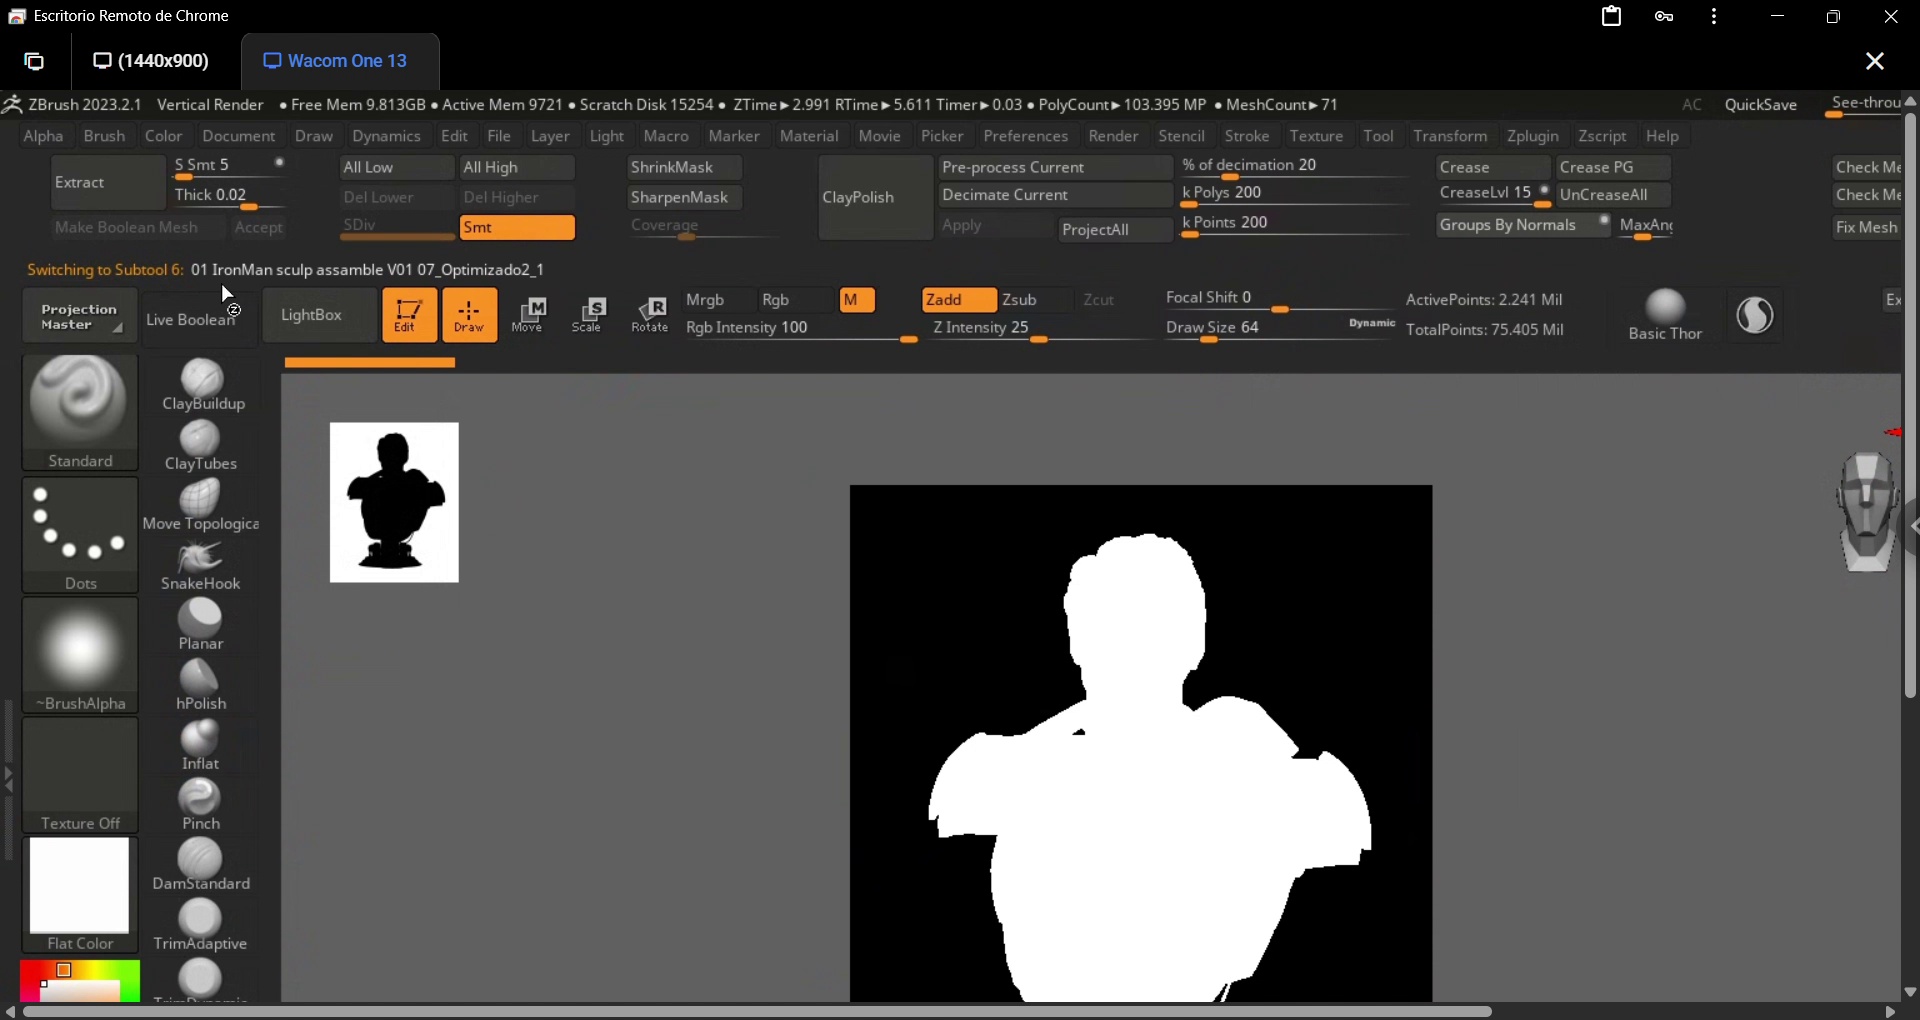 Escritorio Remoto de Chrome
(1440x900)
Wacom One 13
ZBrush 2023.2.1 Vertical Render • Free Mem 9.813GB • Active Mem 9721 • Scratch Disk 15254 • ZTime▶2.991 RTime▶5.611 Timer▶0.03 • PolyCount▶103.395 MP • MeshCount▶71 AC QuickSave See-throu
Alpha Brush Color Document Draw Dynamics Edit File Layer Light Macro Marker Material Movie Picker Preferences Render Stencil Stroke Texture Tool Transform Zplugin Zscript Help
Extract S Smt 5 All Low All High ShrinkMask ClayPolish Pre-process Current % of decimation 20 Crease Crease PG Check Me
Thick 0.02 Del Lower Del Higher SharpenMask Decimate Current k Polys 200 CreaseLvl 15 UnCreaseAll Check Me
Make Boolean Mesh Accept SDiv Smt Coverage Apply ProjectAll k Points 200 Groups By Normals MaxAng Fix Mesh
Switching to Subtool 6: 01 IronMan sculp assamble V01 07_Optimizado2_1
Projection
Master
Live Boolean
LightBox
Edit
Draw
M
Move
S
Scale
R
Rotate
Mrgb Rgb M Zadd Zsub Zcut Focal Shift 0 ActivePoints: 2.241 Mil
Rgb Intensity 100 Z Intensity 25 Draw Size 64 Dynamic TotalPoints: 75.405 Mil
Basic Thor
Ex
Standard
ClayBuildup
ClayTubes
Dots
Move Topologica
SnakeHook
~BrushAlpha
Planar
hPolish
Texture Off
Inflat
Pinch
Flat Color
DamStandard
TrimAdaptive